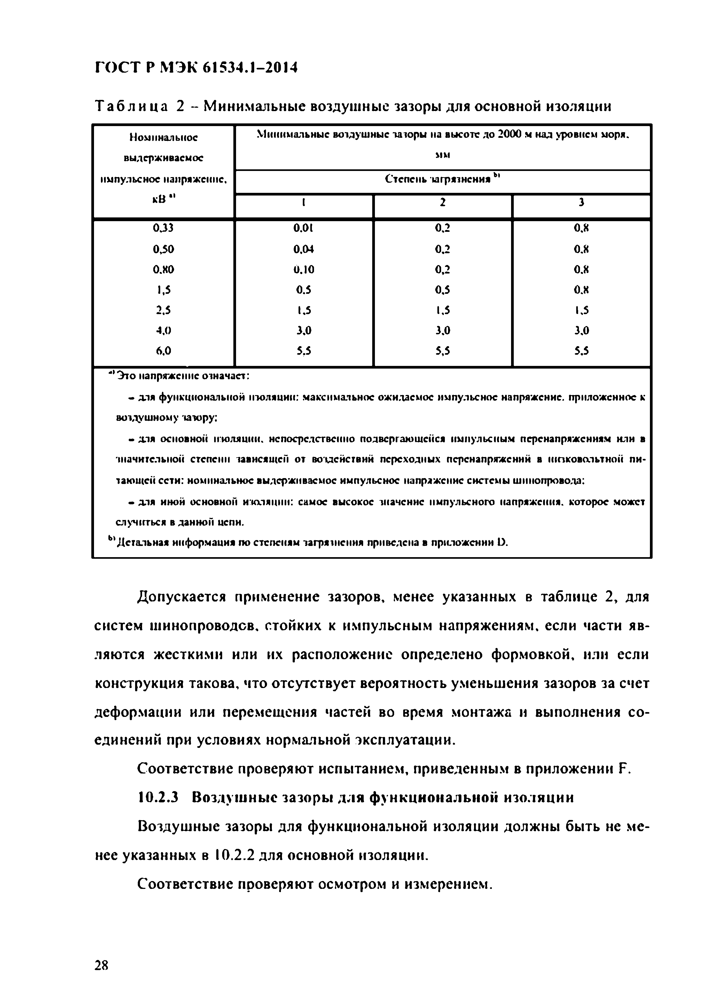 ГОСТ Р МЭК 61534.1–2014
Таблица 2 – Минимальные воздушные зазоры для основной изоляции
Номинальное выдерживаемое импульсное напряжение, кВ a)
Минимальные воздушные зазоры на высоте до 2000 м над уровнем моря,
мм
Степень загрязнения b)
1 2 3
0,33 0,01 0,2 0,8
0,50 0,04 0,2 0,8
0,80 0,10 0,2 0,8
1,5 0,5 0,5 0,8
2,5 1,5 1,5 1,5
4,0 3,0 3,0 3,0
6,0 5,5 5,5 5,5
a) Это напряжение означает:
– для функциональной изоляции: максимальное ожидаемое импульсное напряжение, приложенное к
воздушному зазору;
– для основной изоляции, непосредственно подвергающейся импульсным перенапряжениям или в
значительной степени зависящей от воздействий переходных перенапряжений в низковольтной пи-
тающей сети: номинальное выдерживаемое импульсное напряжение системы шинопровода;
– для иной основной изоляции: самое высокое значение импульсного напряжения, которое может
случиться в данной цепи.
b) Детальная информация по степеням загрязнения приведена в приложении D.
Допускается применение зазоров, менее указанных в таблице 2, для
систем шинопроводов, стойких к импульсным напряжениям, если части яв-
ляются жесткими или их расположение определено формовкой, или если
конструкция такова, что отсутствует вероятность уменьшения зазоров за счет
деформации или перемещения частей во время монтажа и выполнения со-
единений при условиях нормальной эксплуатации.
Соответствие проверяют испытанием, приведенным в приложении F.
10.2.3 Воздушные зазоры для функциональной изоляции
Воздушные зазоры для функциональной изоляции должны быть не ме-
нее указанных в 10.2.2 для основной изоляции.
Соответствие проверяют осмотром и измерением.
28